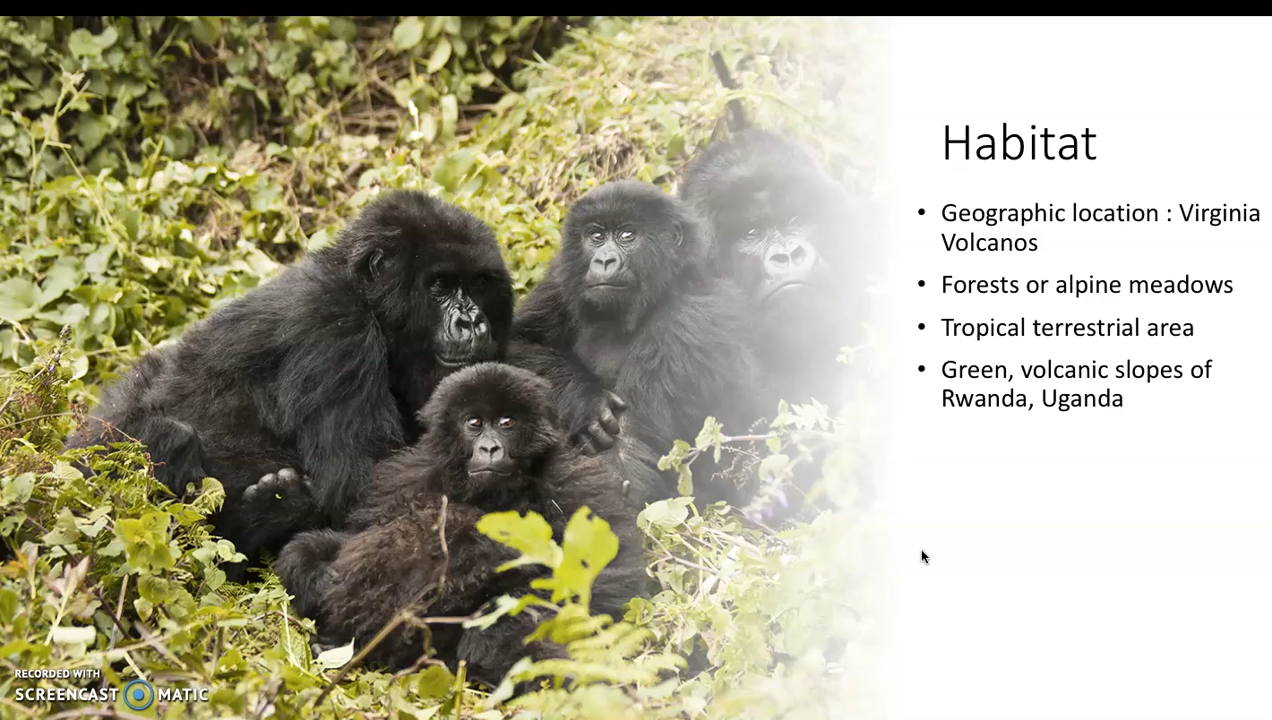 Habitat
• Geographic location : Virginia
Volcanos
• Forests or alpine meadows
• Tropical terrestrial area
• Green, volcanic slopes of
Rwanda, Uganda
RECORDED WITH
SCREENCAST MATIC